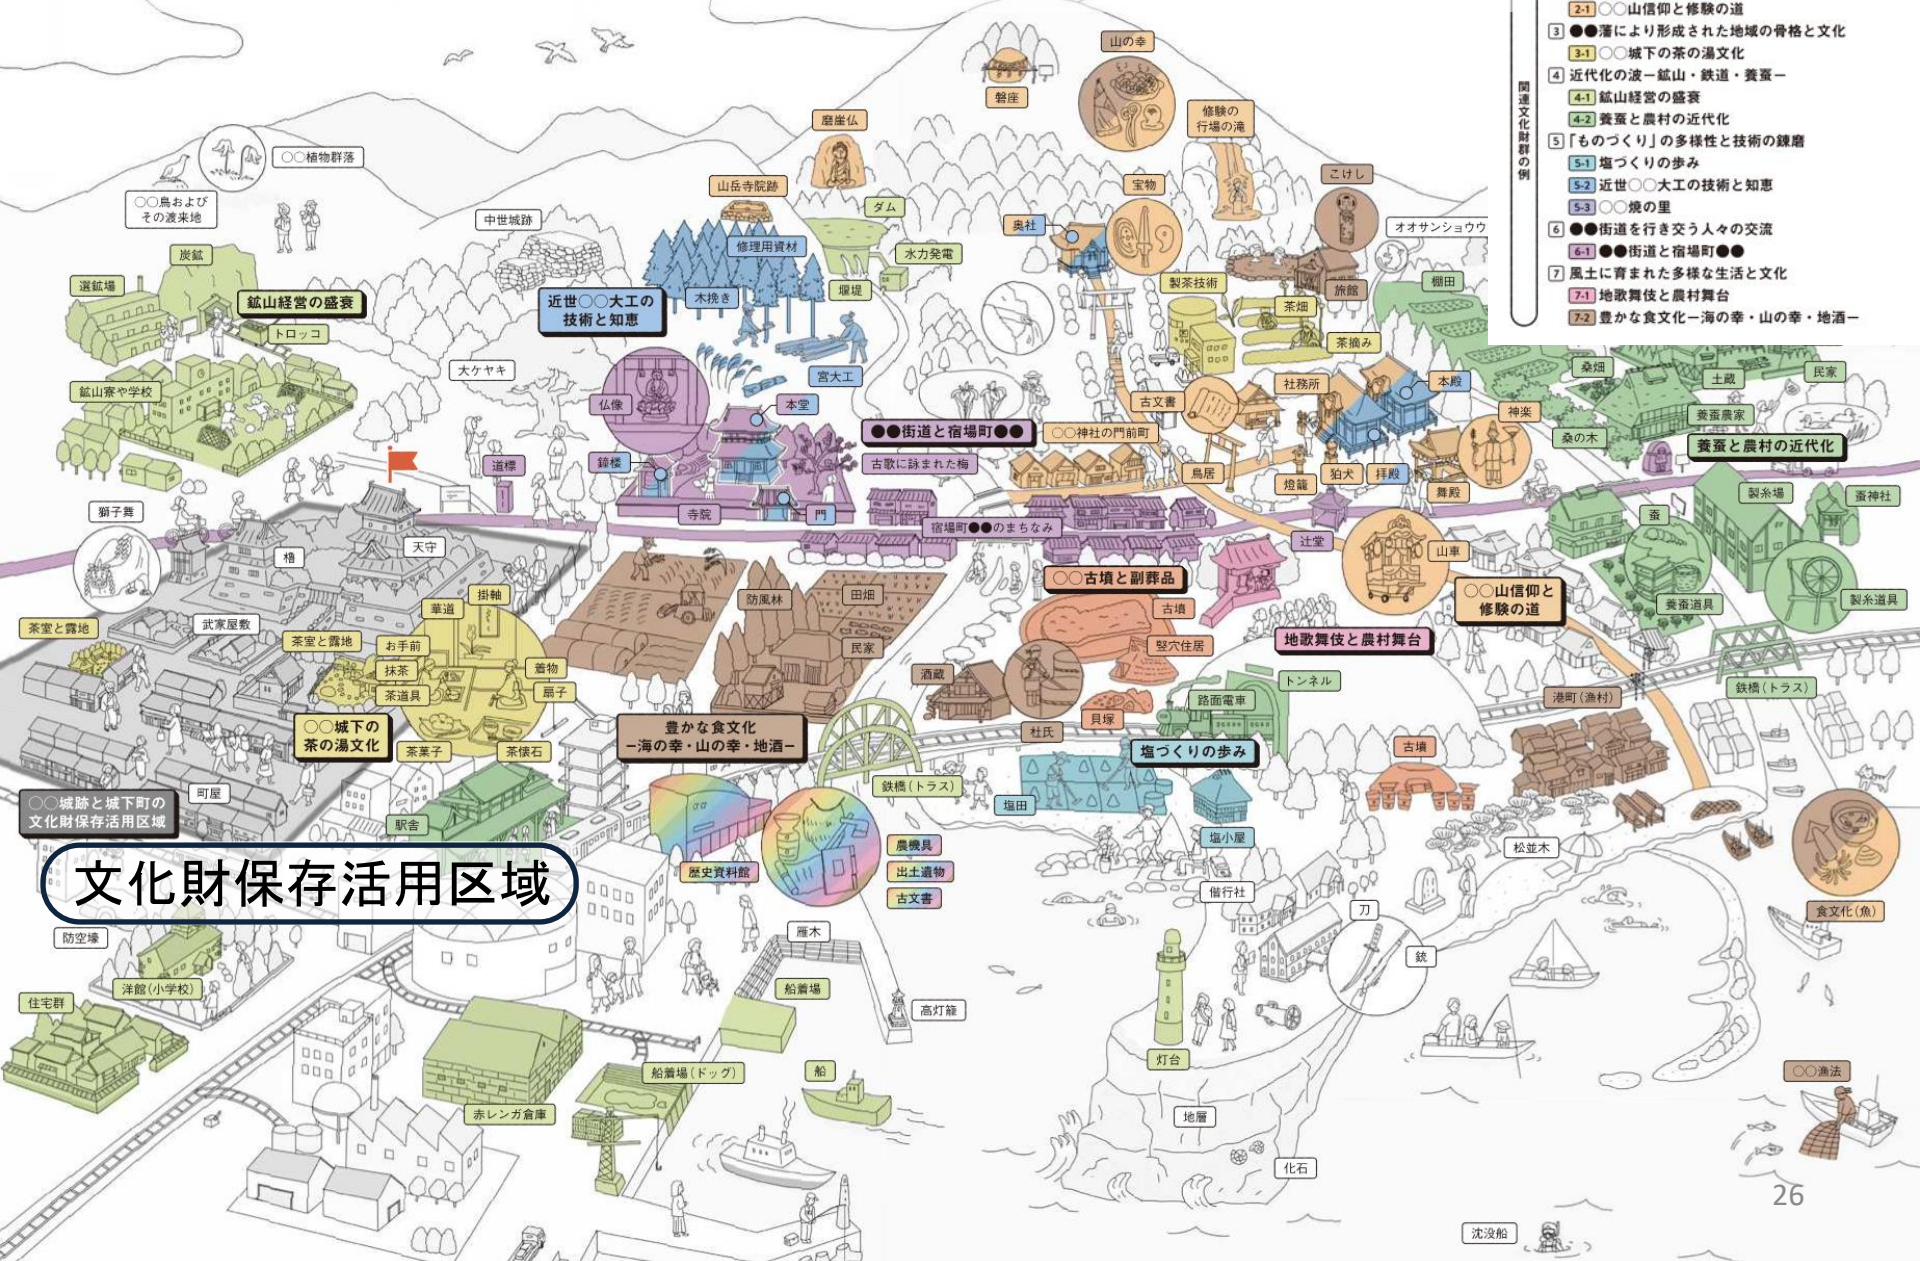 2-1 ○○山信仰と修験の道
3 ●●藩により形成された地域の骨格と文化
3-1 ○○城下の茶の湯文化
4 近代化の波－鉱山・鉄道・養蚕－
4-1 鉱山経営の盛衰
4-2 養蚕と農村の近代化
5 「ものづくり」の多様性と技術の錬磨
5-1 塩づくりの歩み
5-2 近世○○大工の技術と知恵
5-3 ○○焼の里
6 ●●街道を行き交う人々の交流
6-1 ●●街道と宿場町●●
7 風土に育まれた多様な生活と文化
7-1 地歌舞伎と農村舞台
7-2 豊かな食文化－海の幸・山の幸・地酒－
関連文化財群の例
山の幸
磐座
磨崖仏
修験の
行場の滝
○○植物群落
○○鳥および
その渡来地
中世城跡
山岳寺院跡
ダム
宝物
こけし
奥社
オオサンショウウ
炭鉱
修理用資材
水力発電
選鉱場
鉱山経営の盛衰
近世○○大工の
技術と知恵
木挽き
堰堤
製茶技術
旅館
棚田
茶畑
トロッコ
茶摘み
大ケヤキ
宮大工
社務所
本殿
桑畑
土蔵
民家
鉱山寮や学校
仏像
本堂
古文書
神楽
養蚕農家
●●街道と宿場町●●
○○神社の門前町
桑の木
養蚕と農村の近代化
道標
鐘楼
古歌に詠まれた梅
鳥居
燈籠
狛犬
拝殿
舞殿
製糸場
蚕神社
獅子舞
寺院
門
宿場町●●のまちなみ
蚕
櫓
天守
辻堂
山車
○○古墳と副葬品
○○山信仰と
修験の道
掛軸
華道
防風林
田畑
古墳
養蚕道具
製糸道具
茶室と露地
武家屋敷
茶室と露地
お手前
民家
竪穴住居
地歌舞伎と農村舞台
抹茶
着物
酒蔵
トンネル
茶道具
扇子
路面電車
港町(漁村)
鉄橋(トラス)
○○城下の
茶の湯文化
豊かな食文化
－海の幸・山の幸・地酒－
貝塚
杜氏
茶菓子
茶懐石
塩づくりの歩み
古墳
町屋
鉄橋(トラス)
塩田
○○城跡と城下町の
文化財保存活用区域
駅舎
塩小屋
農機具
松並木
文化財保存活用区域
歴史資料館
出土遺物
古文書
偕行社
刀
食文化(魚)
防空壕
雁木
銃
洋館(小学校)
船着場
住宅群
高灯籠
灯台
船着場(ドッグ)
船
○○漁法
赤レンガ倉庫
地層
化石
26
沈没船